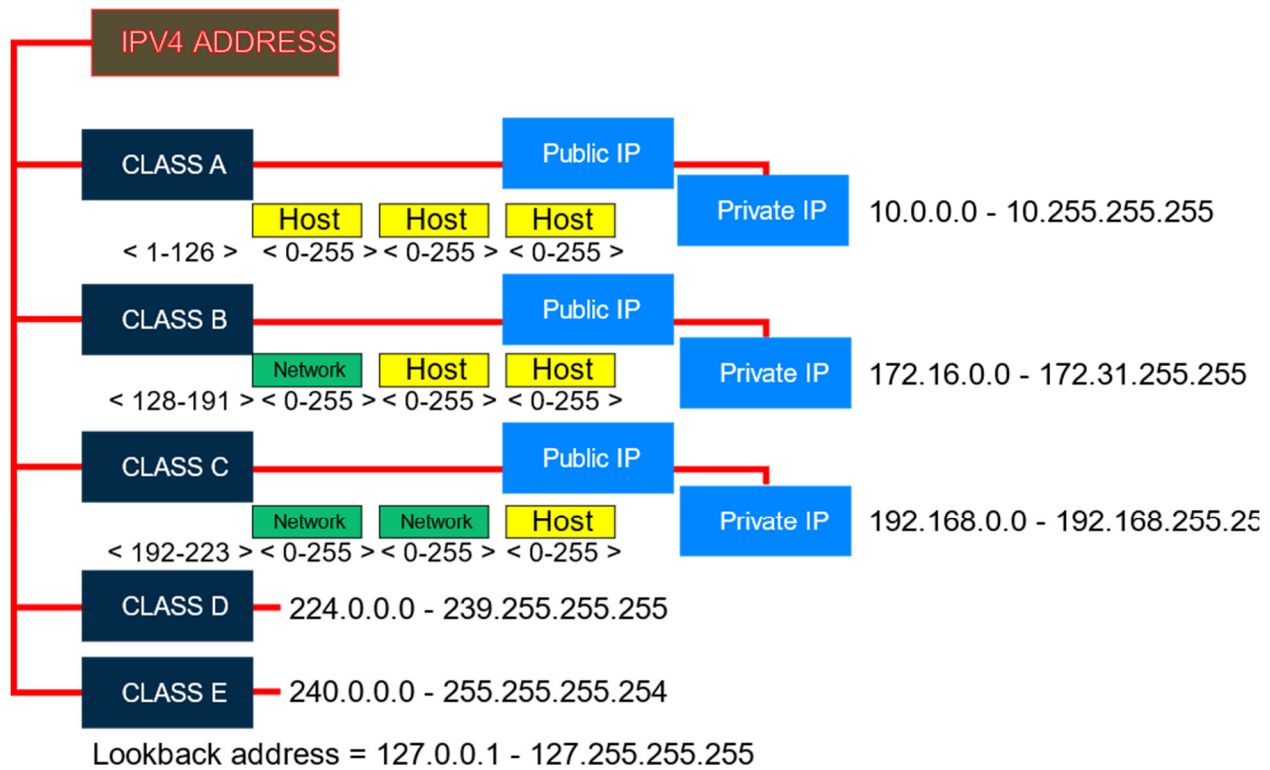 IPV4 ADDRESS
CLASS A
Public IP
Private IP
10.0.0.0 - 10.255.255.255
Host Host Host
< 1-126 > < 0-255 > < 0-255 > < 0-255 >
CLASS B
Public IP
Private IP
172.16.0.0 - 172.31.255.255
Network Host Host
< 128-191 > < 0-255 > < 0-255 > < 0-255 >
CLASS C
Public IP
Private IP
192.168.0.0 - 192.168.255.25
Network Network Host
< 192-223 > < 0-255 > < 0-255 > < 0-255 >
CLASS D
224.0.0.0 - 239.255.255.255
CLASS E
240.0.0.0 - 255.255.255.254
Lookback address = 127.0.0.1 - 127.255.255.255